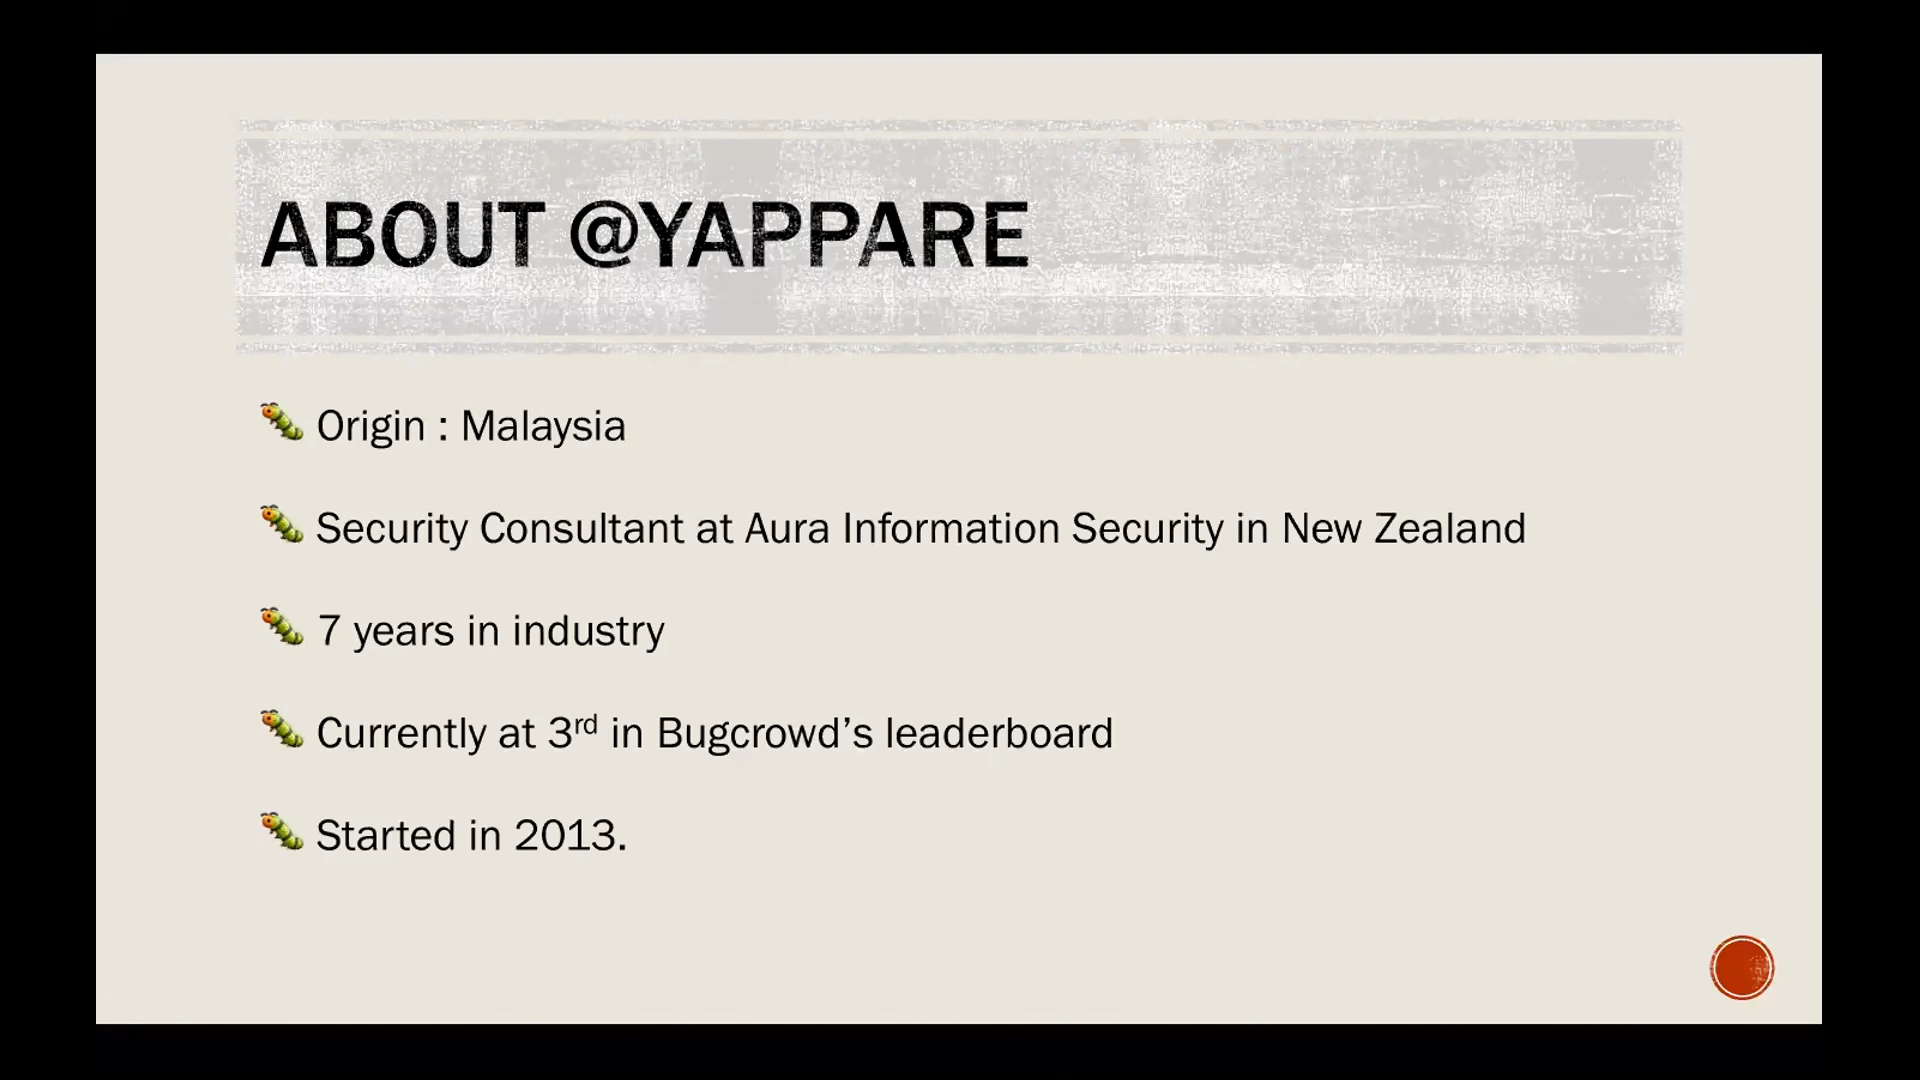 ABOUT @YAPPARE
Origin : Malaysia
Security Consultant at Aura Information Security in New Zealand
7 years in industry
Currently at 3rd in Bugcrowd’s leaderboard
Started in 2013.